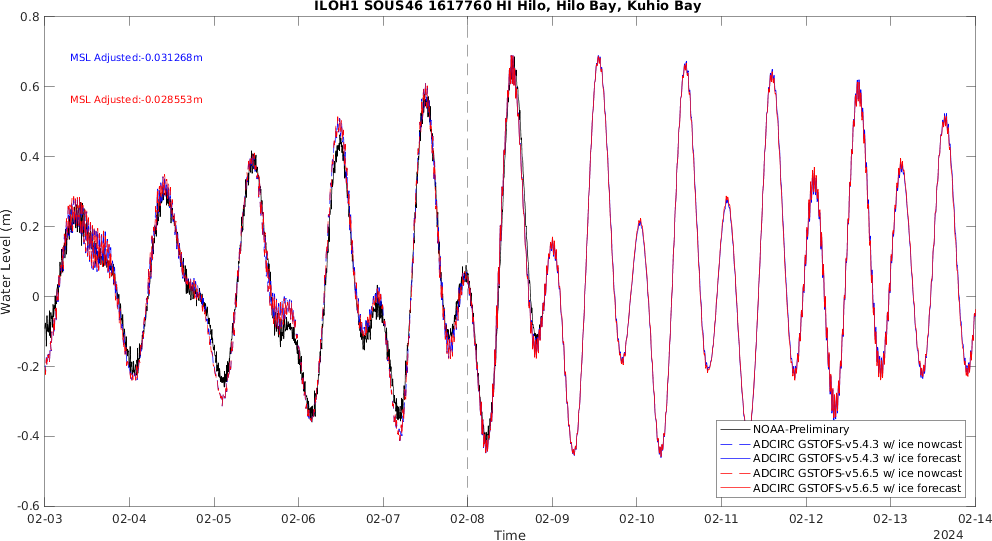 ILOH1 SOUS46 1617760 HI Hilo, Hilo Bay, Kuhio Bay
MSL Adjusted:-0.031268m
MSL Adjusted:-0.028553m
Water Level (m)
0.8
0.6
0.4
0.2
0
-0.2
-0.4
-0.6
NOAA-Preliminary
ADCIRC GSTOFS-v5.4.3 w/ ice nowcast
ADCIRC GSTOFS-v5.4.3 w/ ice forecast
ADCIRC GSTOFS-v5.6.5 w/ ice nowcast
ADCIRC GSTOFS-v5.6.5 w/ ice forecast
02-03 02-04 02-05 02-06 02-07 02-08 02-09 02-10 02-11 02-12 02-13 02-14
Time
2024